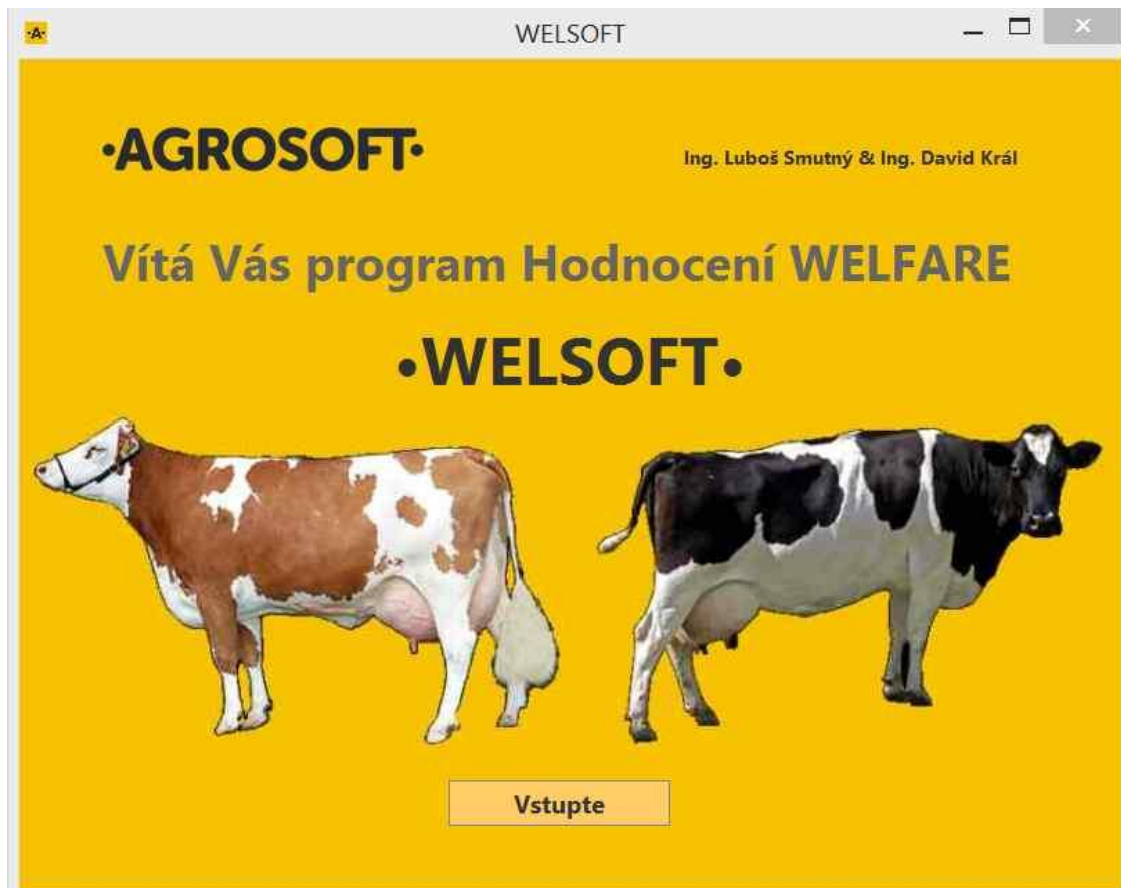 ·A·
WELSOFT
·AGROSOFT·
Ing. Luboš Smutný & Ing. David Král
Vítá Vás program Hodnocení WELFARE
·WELSOFT·
Vstupte